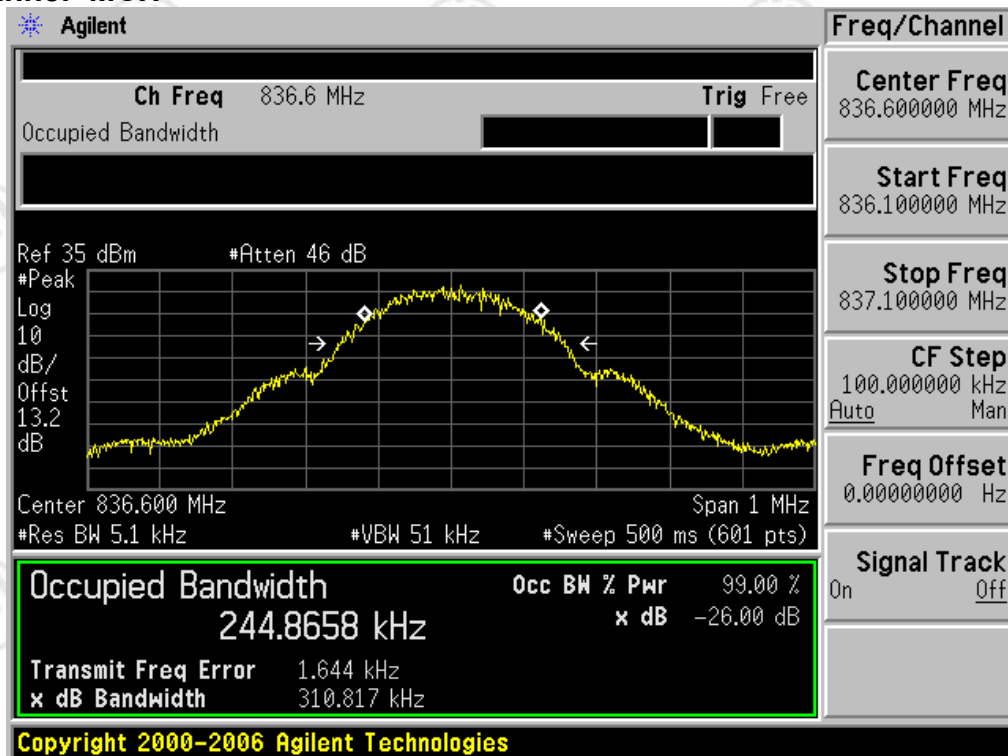 Agilent
Freq/Channel
Ch Freq 836.6 MHz Trig Free
Occupied Bandwidth
Center Freq
836.600000 MHz
Start Freq
836.100000 MHz
Stop Freq
837.100000 MHz
CF Step
100.000000 kHz
Auto Man
Freq Offset
0.00000000 Hz
Signal Track
On Off
Ref 35 dBm #Atten 46 dB
#Peak
Log
10
dB/
Offst
13.2
dB
Center 836.600 MHz Span 1 MHz
#Res BW 5.1 kHz #VBW 51 kHz #Sweep 500 ms (601 pts)
Occupied Bandwidth Occ BW % Pwr 99.00 %
244.8658 kHz x dB -26.00 dB
Transmit Freq Error 1.644 kHz
x dB Bandwidth 310.817 kHz
Copyright 2000-2006 Agilent Technologies